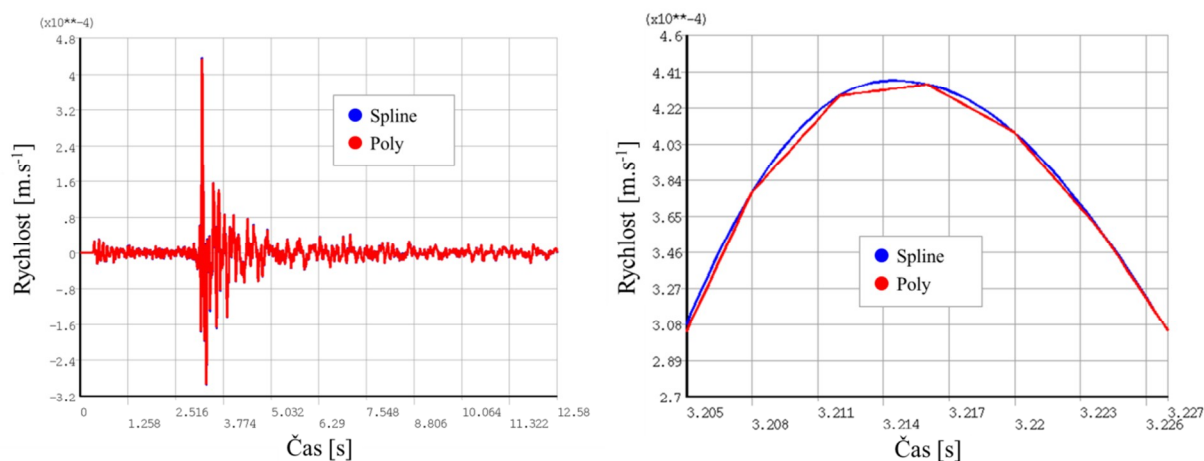 (x10**-4)
4.8
4
3.2
2.4
1.6
.8
0
-.8
-1.6
-2.4
-3.2
Rychlost [m.s-1]
Spline
Poly
0 2.516 5.032 7.548 10.064 12.58
1.258 3.774 6.29 8.806 11.322
Čas [s]
(x10**-4)
4.6
4.41
4.22
4.03
3.84
3.65
3.46
3.27
3.08
2.89
2.7
Rychlost [m.s-1]
Spline
Poly
3.205 3.211 3.217 3.223 3.227
3.208 3.214 3.22 3.226
Čas [s]